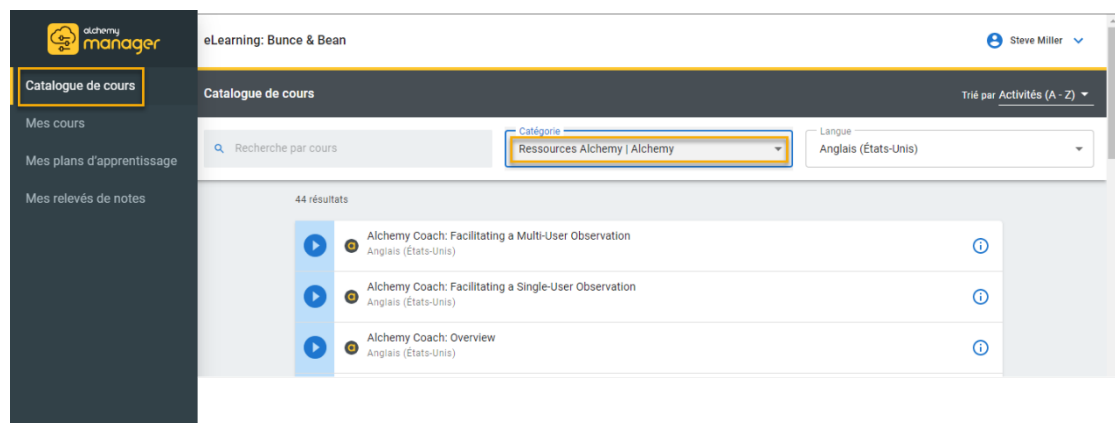 alchemy
manager
eLearning: Bunce & Bean
Steve Miller
Catalogue de cours
Mes cours
Mes plans d'apprentissage
Mes relevés de notes
Catalogue de cours
Trié par Activités (A - Z)
Recherche par cours
Catégorie
Ressources Alchemy | Alchemy
Langue
Anglais (États-Unis)
44 résultats
a
Alchemy Coach: Facilitating a Multi-User Observation
Anglais (États-Unis)
a
Alchemy Coach: Facilitating a Single-User Observation
Anglais (États-Unis)
a
Alchemy Coach: Overview
Anglais (États-Unis)